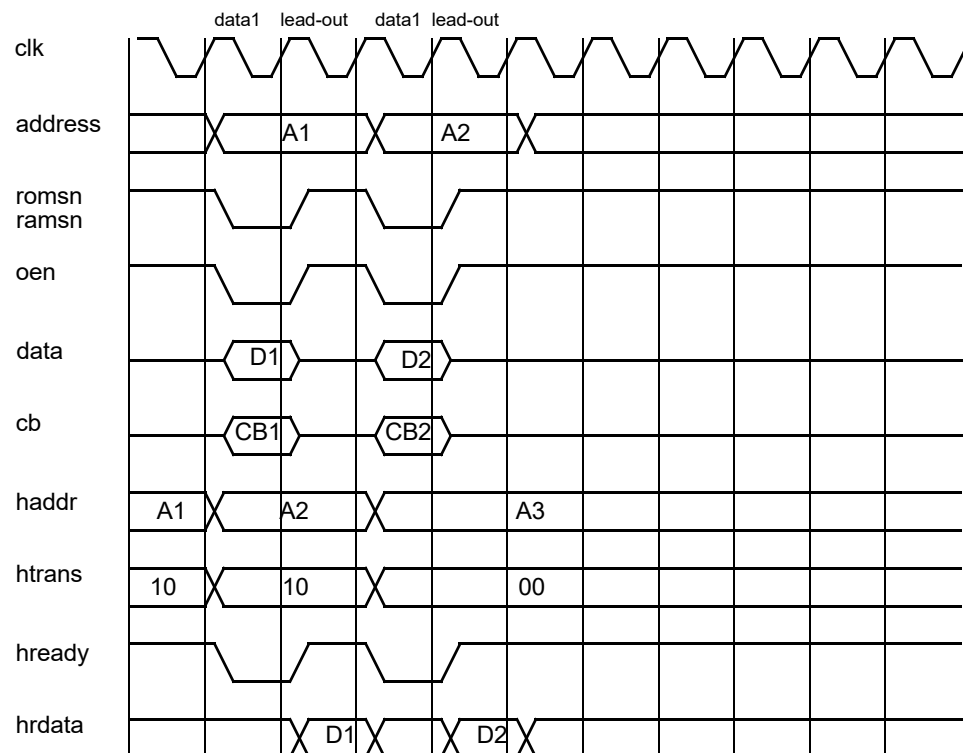 data1 lead-out data1 lead-out
clk
address A1 A2
romsn
ramsn
oen
data D1 D2
cb CB1 CB2
haddr A1 A2 A3
htrans 10 10 00
hready
hrdata D1 D2